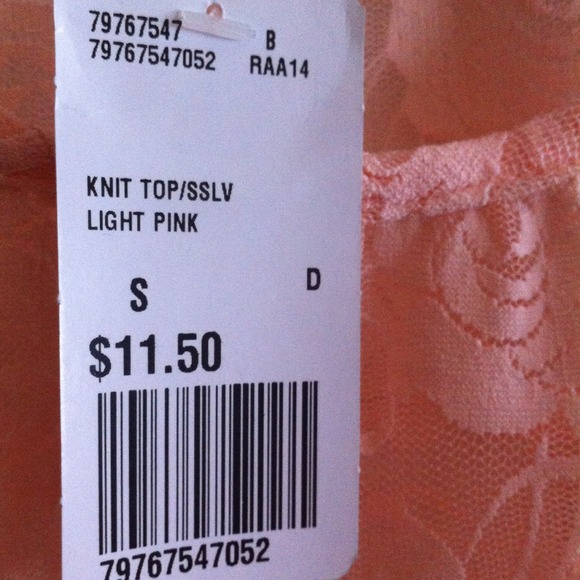 79767547 B
79767547052 RAA14
KNIT TOP/SSLV
LIGHT PINK
S D
$11.50
79767547052